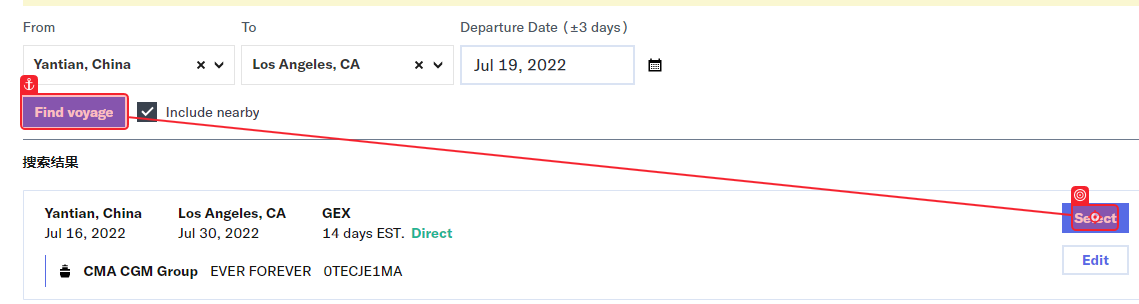 From To Departure Date (±3 days)
Yantian, China Los Angeles, CA Jul 19, 2022
Find voyage Include nearby
搜索结果
Yantian, China Los Angeles, CA GEX Select
Jul 16, 2022 Jul 30, 2022 14 days EST. Direct
Edit
CMA CGM Group EVER FOREVER 0TECJE1MA